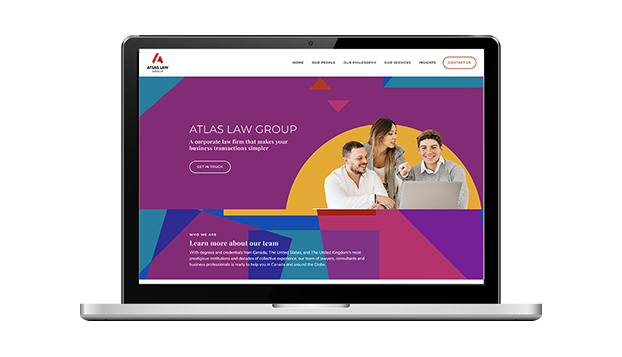 ATLAS LAW
GROUP
HOME OUR PEOPLE OUR PHILOSOPHY OUR SERVICES INSIGHTS CONTACT US
ATLAS LAW GROUP
A corporate law firm that makes your
business transactions simpler
GET IN TOUCH
WHO WE ARE
Learn more about our team
With degrees and credentials from Canada, The United States, and The United Kingdom's most
prestigious institutions and decades of collective experience, our team of lawyers, consultants and
business professionals is ready to help you in Canada and around the Globe.